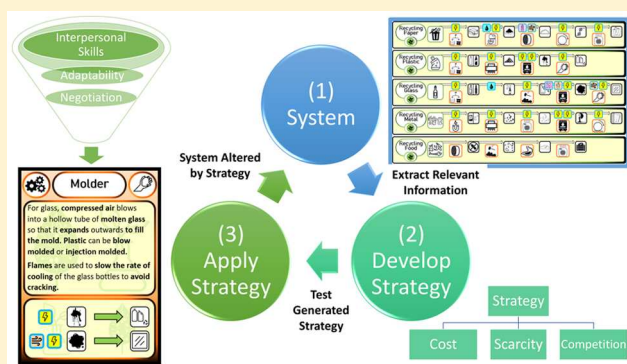 Interpersonal
Skills
Adaptability
Negotiation
Molder
For glass, compressed air blows
into a hollow tube of molten glass
so that it expands outwards to fill
the mold. Plastic can be blow
molded or injection molded.
Flames are used to slow the rate of
cooling of the glass bottles to avoid
cracking.
(1)
System
System Altered
by Strategy
Extract Relevant
Information
(3)
Apply
Strategy
(2)
Develop
Strategy
Test
Generated
Strategy
Recycling
Paper
Recycling
Plastic
Recycling
Glass
Recycling
Metal
Recycling
Food
Strategy
Cost
Scarcity
Competition